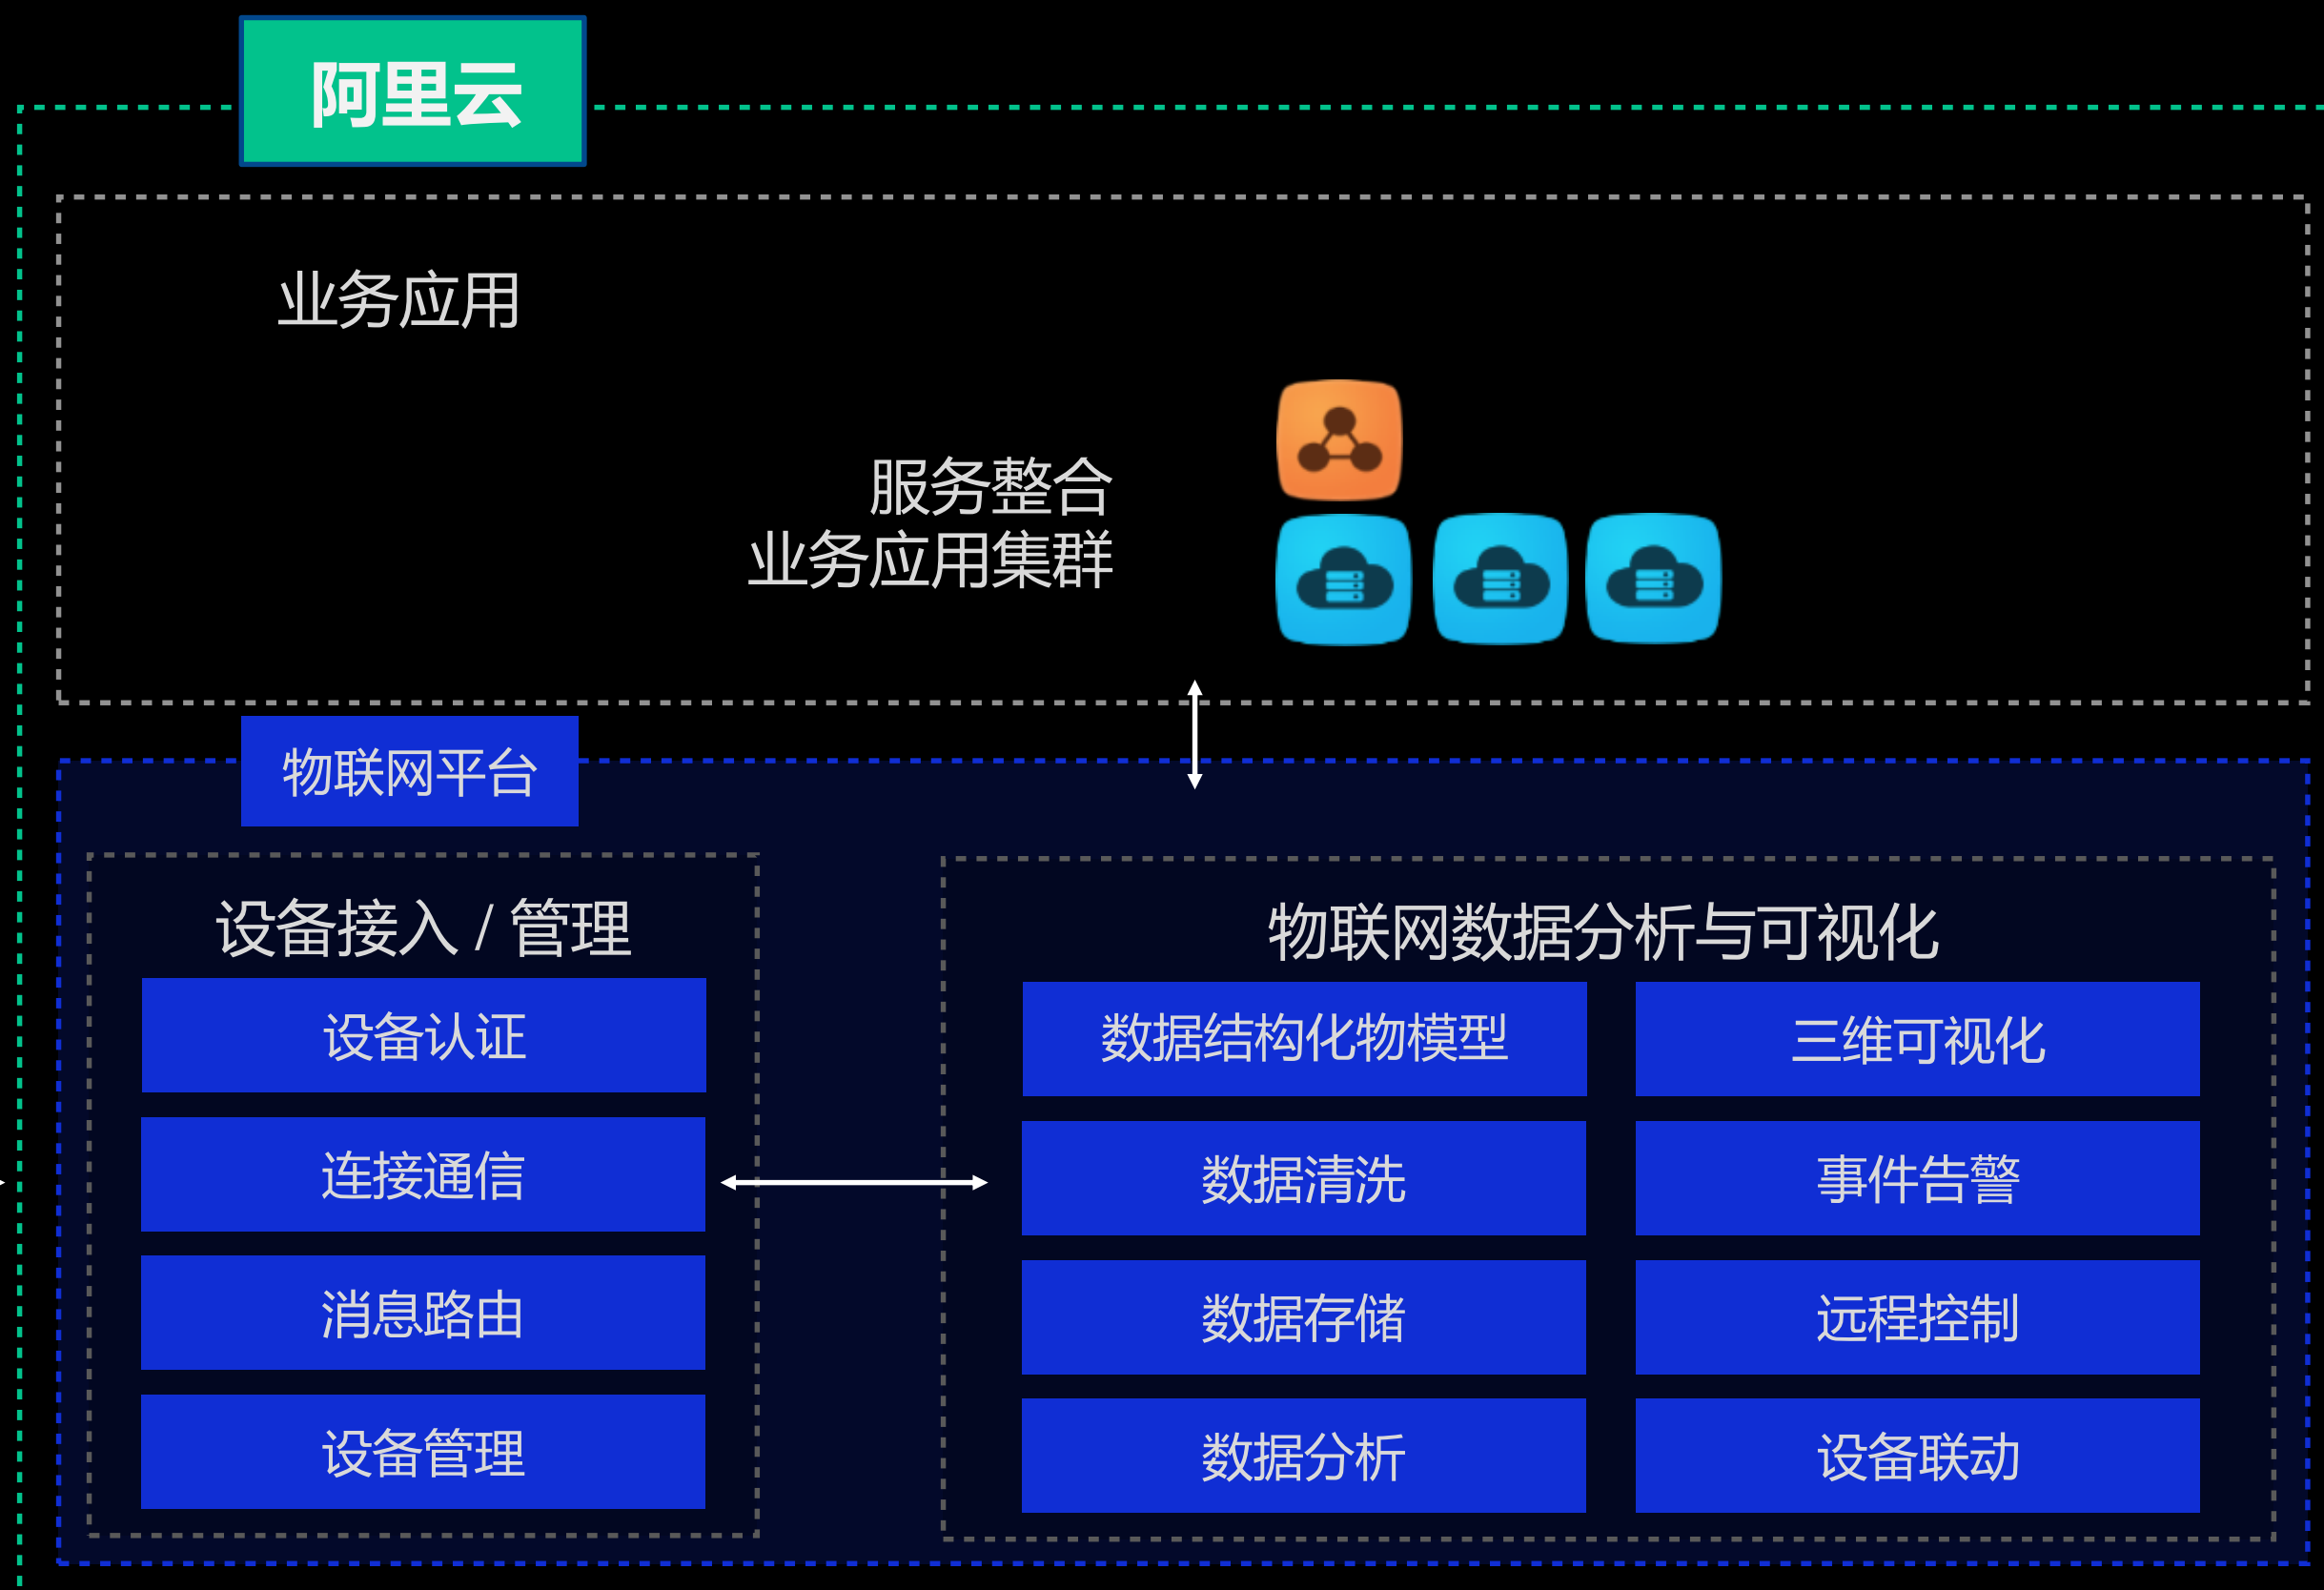 阿里云
业务应用
服务整合
业务应用集群
物联网平台
设备接入 / 管理
设备认证
连接通信
消息路由
设备管理
物联网数据分析与可视化
数据结构化物模型
三维可视化
数据清洗
事件告警
数据存储
远程控制
数据分析
设备联动